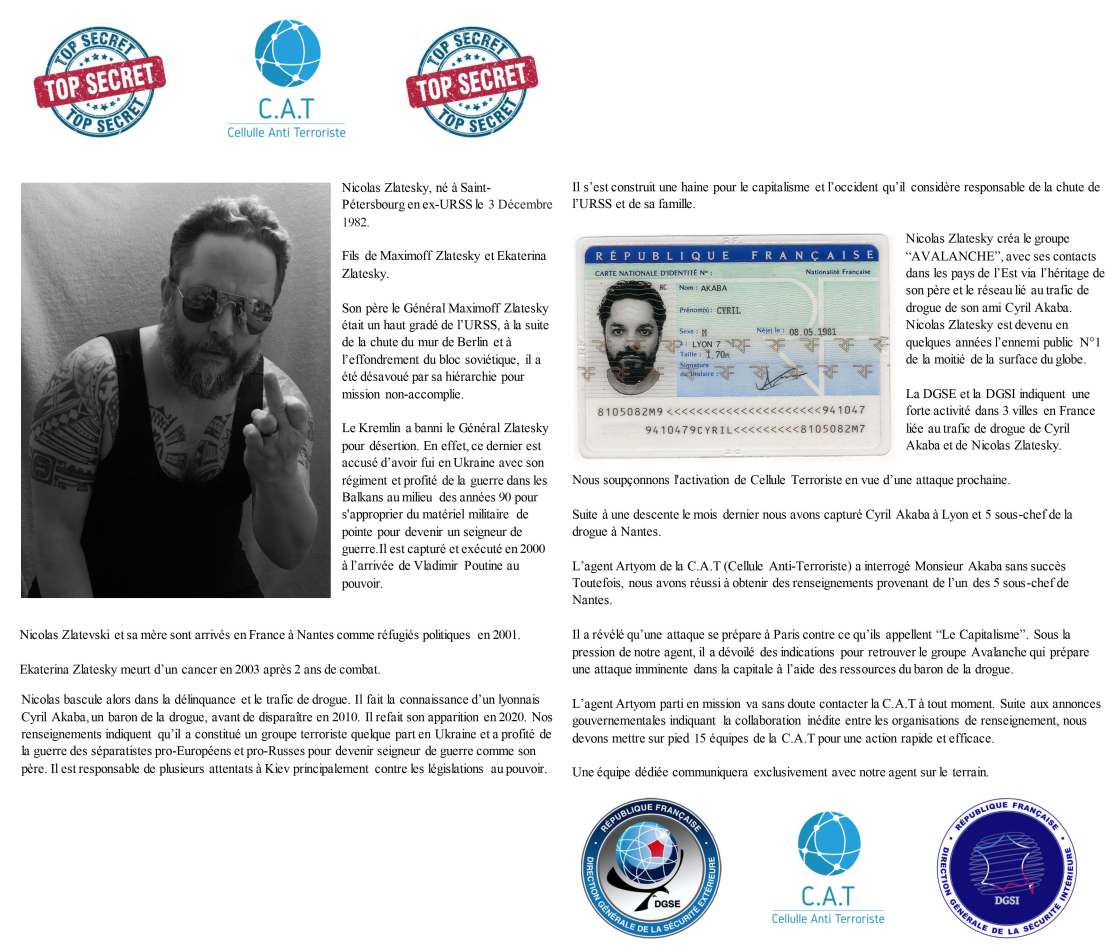 TOP SECRET
TOP SECRET
TOP SECRET
C.A.T
Cellulle Anti Terroriste
TOP SECRET
TOP SECRET
TOP SECRET
Nicolas Zlatesky, né à Saint-
Pétersbourg en ex-URSS le 3 Décembre
1982.
Fils de Maximoff Zlatesky et Ekaterina
Zlatesky.
Son père le Général Maximoff Zlatesky
était un haut gradé de l’URSS, à la suite
de la chute du mur de Berlin et à
l’effondrement du bloc soviétique, il a
été désavoué par sa hiérarchie pour
mission non-accomplie.
Le Kremlin a banni le Général Zlatesky
pour désertion. En effet, ce dernier est
accusé d’avoir fui en Ukraine avec son
régiment et profité de la guerre dans les
Balkans au milieu des années 90 pour
s'approprier du matériel militaire de
pointe pour devenir un seigneur de
guerre.Il est capturé et exécuté en 2000
à l’arrivée de Vladimir Poutine au
pouvoir.
Nicolas Zlatevski et sa mère sont arrivés en France à Nantes comme réfugiés politiques en 2001.
Ekaterina Zlatesky meurt d’un cancer en 2003 après 2 ans de combat.
Nicolas bascule alors dans la délinquance et le trafic de drogue. Il fait la connaissance d’un lyonnais
Cyril Akaba, un baron de la drogue, avant de disparaître en 2010. Il refait son apparition en 2020. Nos
renseignements indiquent qu’il a constitué un groupe terroriste quelque part en Ukraine et a profité de
la guerre des séparatistes pro-Européens et pro-Russes pour devenir seigneur de guerre comme son
père. Il est responsable de plusieurs attentats à Kiev principalement contre les législations au pouvoir.
Il s’est construit une haine pour le capitalisme et l’occident qu’il considère responsable de la chute de
l’URSS et de sa famille.
RÉPUBLIQUE FRANÇAISE
CARTE NATIONALE D'IDENTITÉ N° :
Nationalité Française
Nom : AKABA
Prénom(s) : CYRIL
Sexe : M
Né(e) le : 08.05.1981
à : LYON 7
Taille : 1.70m
Signature
du titulaire :
8105082M9<<<<<<<<<<<<<<<<<<<<<<<941047
9410479CYRIL<<<<<<<<<8105082M7
Nicolas Zlatesky créa le groupe
“AVALANCHE”, avec ses contacts
dans les pays de l’Est via l’héritage de
son père et le réseau lié au trafic de
drogue de son ami Cyril Akaba.
Nicolas Zlatesky est devenu en
quelques années l’ennemi public N°1
de la moitié de la surface du globe.
La DGSE et la DGSI indiquent une
forte activité dans 3 villes en France
liée au trafic de drogue de Cyril
Akaba et de Nicolas Zlatesky.
Nous soupçonnons l'activation de Cellule Terroriste en vue d’une attaque prochaine.
Suite à une descente le mois dernier nous avons capturé Cyril Akaba à Lyon et 5 sous-chef de la
drogue à Nantes.
L’agent Artyom de la C.A.T (Cellule Anti-Terroriste) a interrogé Monsieur Akaba sans succès
Toutefois, nous avons réussi à obtenir des renseignements provenant de l’un des 5 sous-chef de
Nantes.
Il a révélé qu’une attaque se prépare à Paris contre ce qu’ils appellent “Le Capitalisme”. Sous la
pression de notre agent, il a dévoilé des indications pour retrouver le groupe Avalanche qui prépare
une attaque imminente dans la capitale à l’aide des ressources du baron de la drogue.
L’agent Artyom parti en mission va sans doute contacter la C.A.T à tout moment. Suite aux annonces
gouvernementales indiquant la collaboration inédite entre les organisations de renseignement, nous
devons mettre sur pied 15 équipes de la C.A.T pour une action rapide et efficace.
Une équipe dédiée communiquera exclusivement avec notre agent sur le terrain.
RÉPUBLIQUE FRANÇAISE
DIRECTION GÉNÉRALE DE LA SÉCURITÉ EXTÉRIEURE
DGSE
C.A.T
Cellulle Anti Terroriste
RÉPUBLIQUE FRANÇAISE
DIRECTION GÉNÉRALE DE LA SÉCURITÉ INTÉRIEURE
DGSI